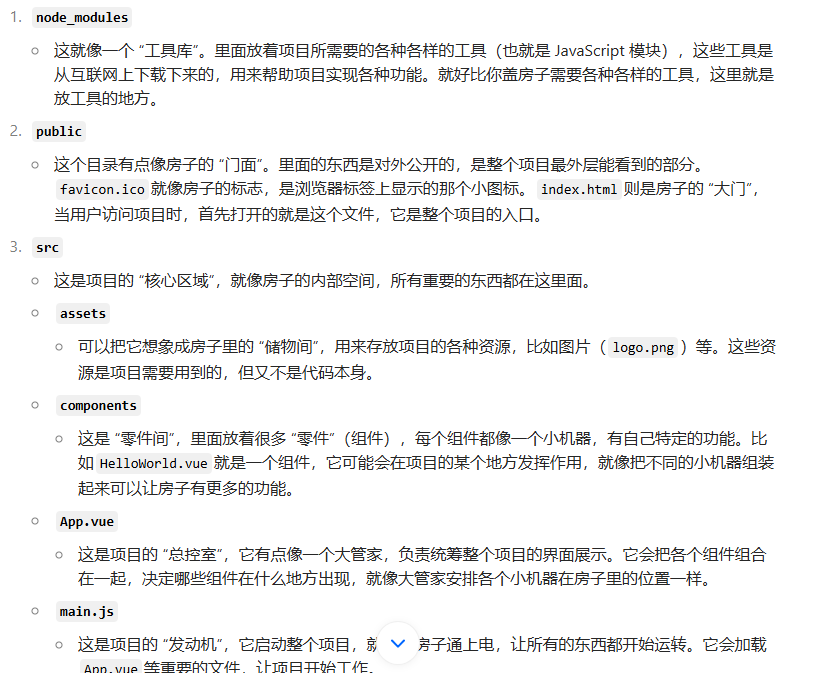 1. node_modules
这就像一个 “工具库”。里面放着项目所需要的各种各样的工具（也就是 JavaScript 模块），这些工具是
从互联网上下载下来的，用来帮助项目实现各种功能。就好比你盖房子需要各种各样的工具，这里就是
放工具的地方。
2. public
这个目录有点像房子的 “门面”。里面的东西是对外公开的，是整个项目最外层能看到的部分。
favicon.ico 就像房子的标志，是浏览器标签上显示的那个小图标。 index.html 则是房子的 “大门”，
当用户访问项目时，首先打开的就是这个文件，它是整个项目的入口。
3. src
这是项目的 “核心区域”，就像房子的内部空间，所有重要的东西都在这里面。
assets
可以把它想象成房子里的 “储物间”，用来存放项目的各种资源，比如图片（ logo.png ）等。这些资
源是项目需要用到的，但又不是代码本身。
components
这是 “零件间”，里面放着很多 “零件”（组件），每个组件都像一个小机器，有自己特定的功能。比
如 HelloWorld.vue 就是一个组件，它可能会在项目的某个地方发挥作用，就像把不同的小机器组装
起来可以让房子有更多的功能。
App.vue
这是项目的 “总控室”，它有点像一个大管家，负责统筹整个项目的界面展示。它会把各个组件组合
在一起，决定哪些组件在什么地方出现，就像大管家安排各个小机器在房子里的位置一样。
main.js
这是项目的 “发动机”，它启动整个项目，就 房子通上电，让所有的东西都开始运转。它会加载
App.vue 等重要的文件，让项目开始工作。